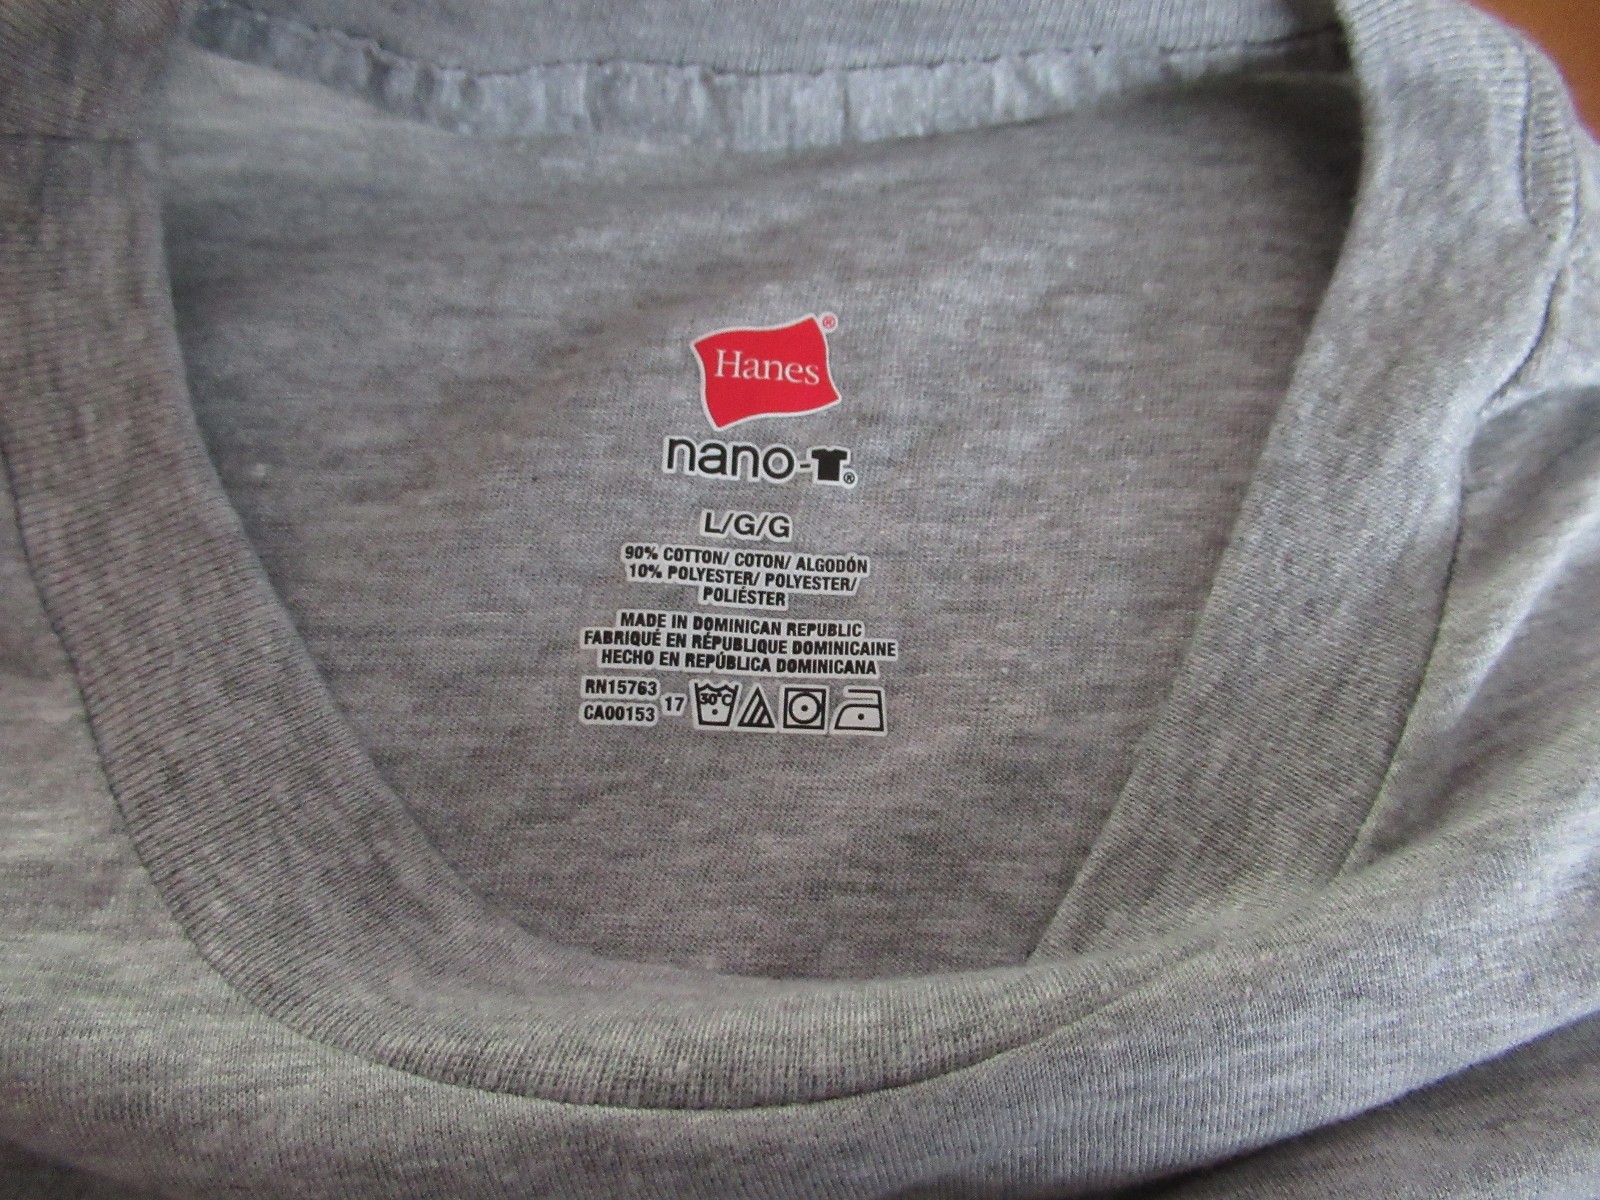 Hanes®
nano-T®
L/G/G
90% COTTON/ COTON/ ALGODÓN
10% POLYESTER/ POLYESTER/
POLIÉSTER
MADE IN DOMINICAN REPUBLIC
FABRIQUÉ EN RÉPUBLIQUE DOMINICAINE
HECHO EN REPÚBLICA DOMINICANA
RN15763
CA00153
17
30°C